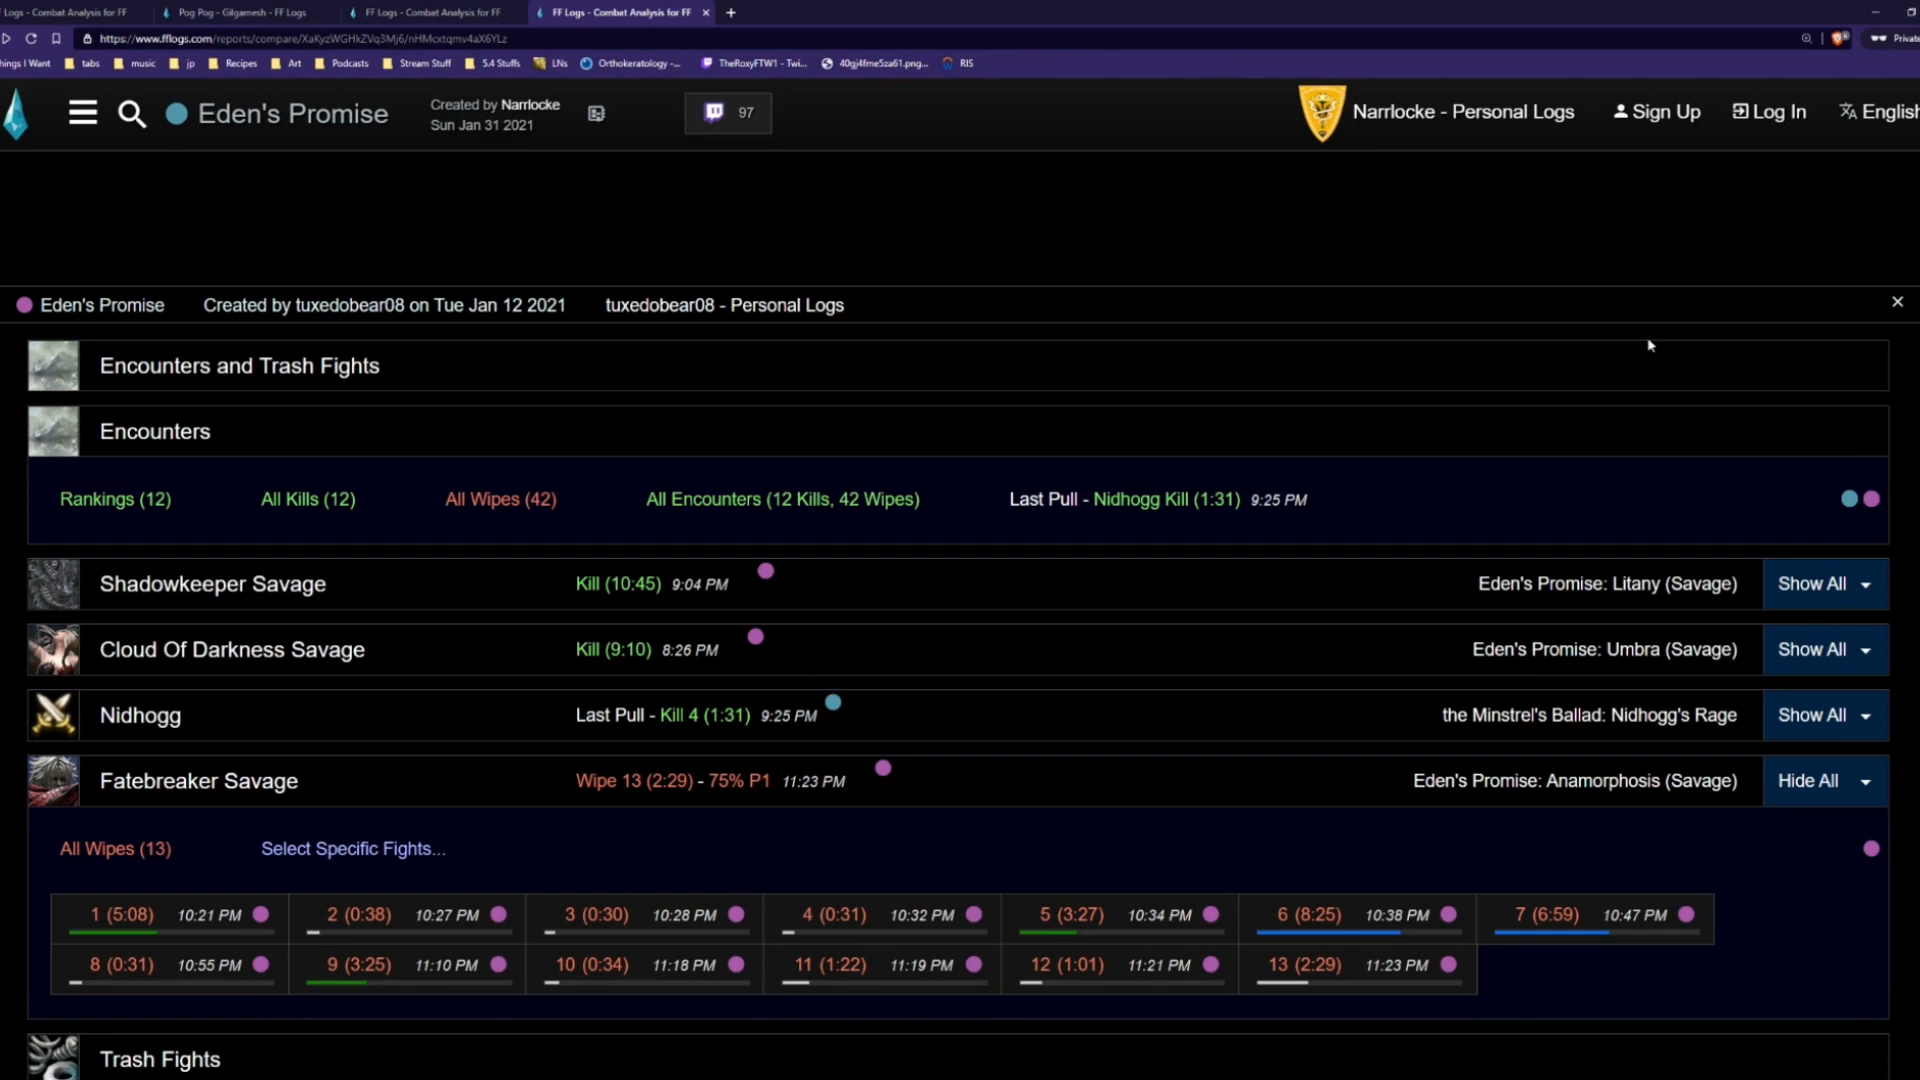 Logs - Combat Analysis for FF
Pog Pog - Gilgamesh - FF Logs
FF Logs - Combat Analysis for FF
FF Logs - Combat Analysis for FF
https://www.fflogs.com/reports/compare/XaKyzWGHkZVq3Mj6/nHMcxtqmv4aX6YLz
Private
hings I Want
tabs
music
jp
Recipes
Art
Podcasts
Stream Stuff
5.4 Stuffs
LNs
Orthokeratology -...
TheRoxyFTW1 - Twi...
40gj4fme5za61.png...
RIS
Eden's Promise
Created by Narrlocke
Sun Jan 31 2021
97
Narrlocke - Personal Logs
Sign Up
Log In
English
Eden's Promise Created by tuxedobear08 on Tue Jan 12 2021 tuxedobear08 - Personal Logs
Encounters and Trash Fights
Encounters
Rankings (12) All Kills (12) All Wipes (42) All Encounters (12 Kills, 42 Wipes) Last Pull - Nidhogg Kill (1:31) 9:25 PM
Shadowkeeper Savage Kill (10:45) 9:04 PM Eden's Promise: Litany (Savage) Show All
Cloud Of Darkness Savage Kill (9:10) 8:26 PM Eden's Promise: Umbra (Savage) Show All
Nidhogg Last Pull - Kill 4 (1:31) 9:25 PM the Minstrel's Ballad: Nidhogg's Rage Show All
Fatebreaker Savage Wipe 13 (2:29) - 75% P1 11:23 PM Eden's Promise: Anamorphosis (Savage) Hide All
All Wipes (13) Select Specific Fights...
1 (5:08) 10:21 PM 2 (0:38) 10:27 PM 3 (0:30) 10:28 PM 4 (0:31) 10:32 PM 5 (3:27) 10:34 PM 6 (8:25) 10:38 PM 7 (6:59) 10:47 PM
8 (0:31) 10:55 PM 9 (3:25) 11:10 PM 10 (0:34) 11:18 PM 11 (1:22) 11:19 PM 12 (1:01) 11:21 PM 13 (2:29) 11:23 PM
Trash Fights